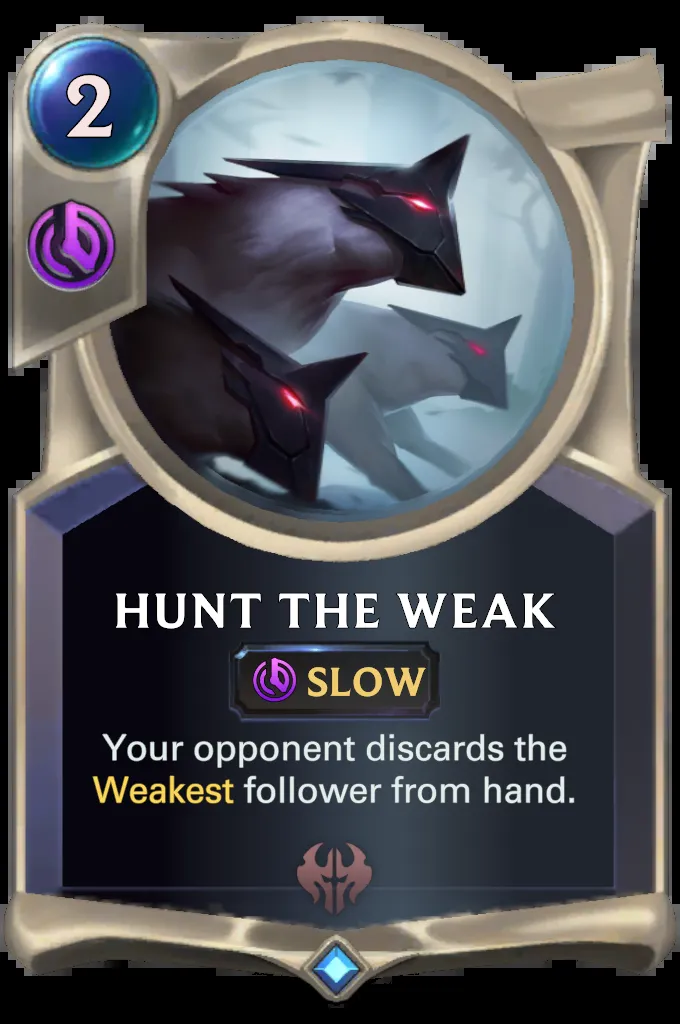 2
HUNT THE WEAK
SLOW
Your opponent discards the
Weakest follower from hand.